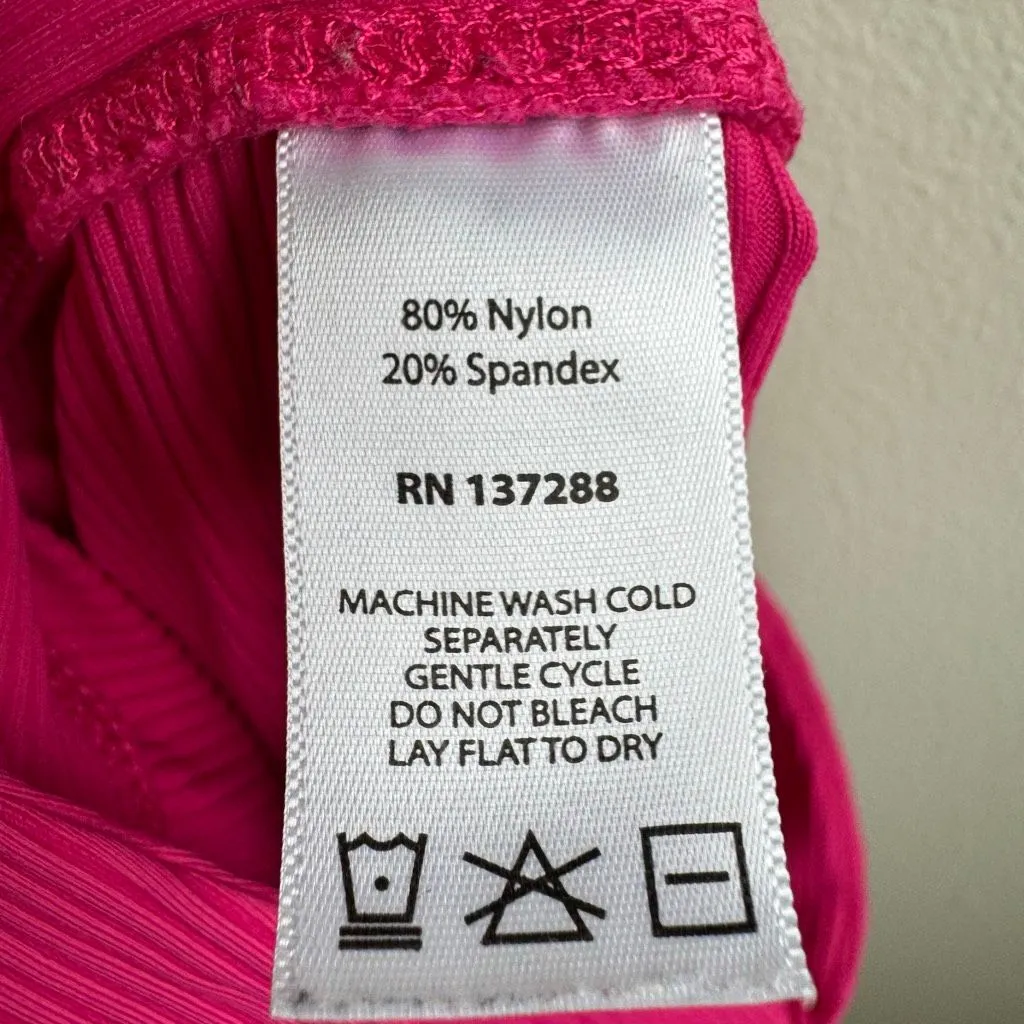 80% Nylon
20% Spandex
RN 137288
MACHINE WASH COLD
SEPARATELY
GENTLE CYCLE
DO NOT BLEACH
LAY FLAT TO DRY